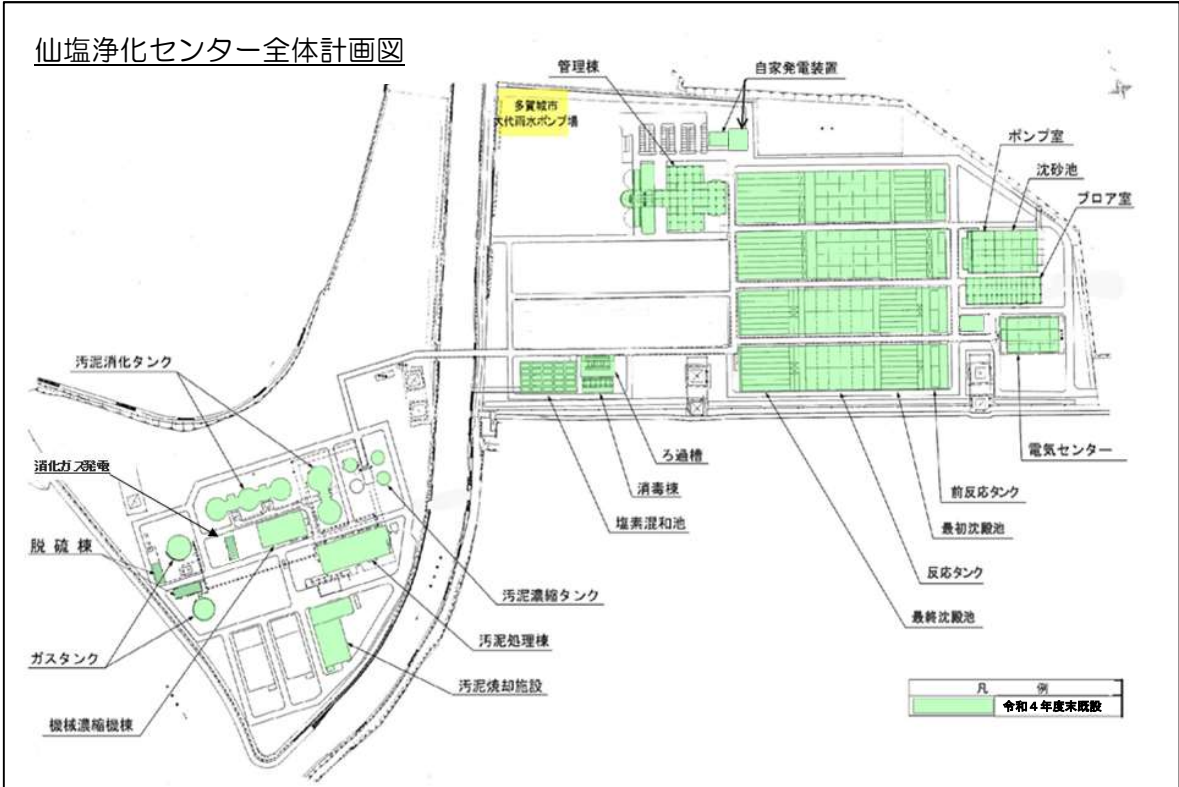 仙塩浄化センター全体計画図
管理棟
自家発電装置
多賀城市
大代雨水ポンプ場
ポンプ室
沈砂池
ブロア室
汚泥消化タンク
消化ガス発電
脱硫棟
ガスタンク
機械濃縮機棟
汚泥濃縮タンク
汚泥処理棟
汚泥焼却施設
ろ過槽
消毒棟
塩素混和池
電気センター
前反応タンク
最初沈殿池
反応タンク
最終沈殿池
凡例
令和4年度末既設